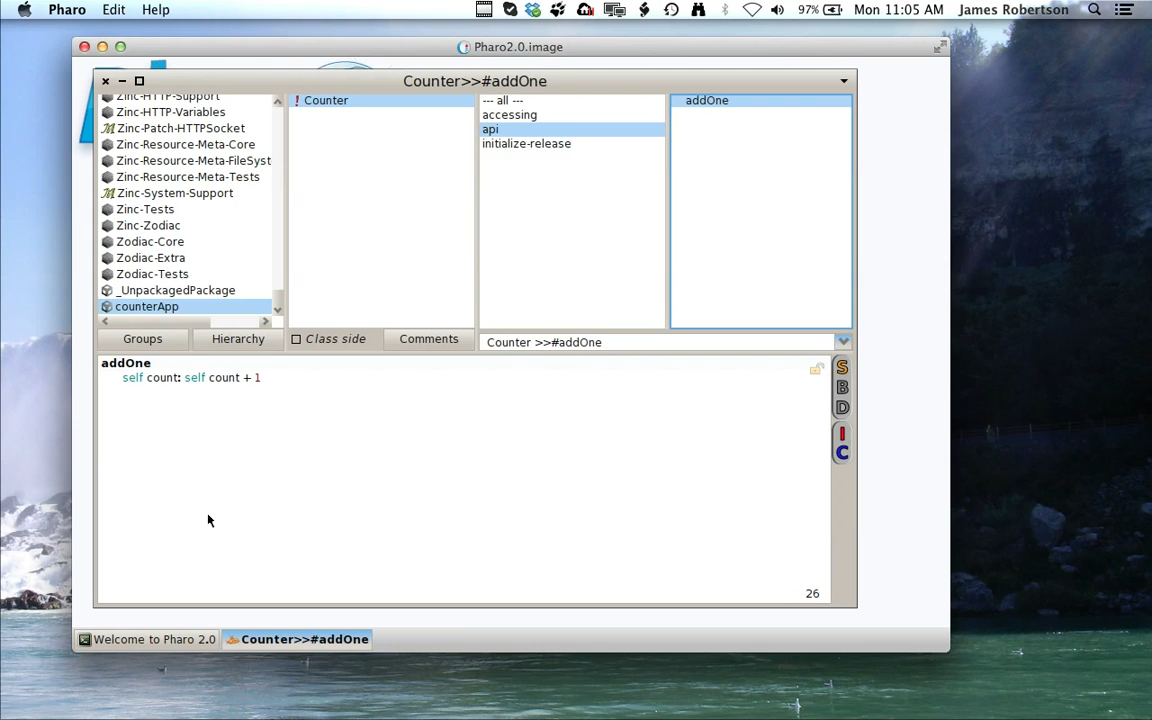 Pharo Edit Help 97% Mon 11:05 AM James Robertson
Pharo2.0.image
Counter>>#addOne
Zinc-HTTP-Support
Zinc-HTTP-Variables
Zinc-Patch-HTTPSocket
Zinc-Resource-Meta-Core
Zinc-Resource-Meta-FileSyst
Zinc-Resource-Meta-Tests
Zinc-System-Support
Zinc-Tests
Zinc-Zodiac
Zodiac-Core
Zodiac-Extra
Zodiac-Tests
_UnpackagedPackage
counterApp
! Counter
--- all ---
accessing
api
initialize-release
addOne
Groups Hierarchy Class side Comments Counter >>#addOne
addOne
self count: self count + 1
S
B
D
I
C
26
Welcome to Pharo 2.0 Counter>>#addOne